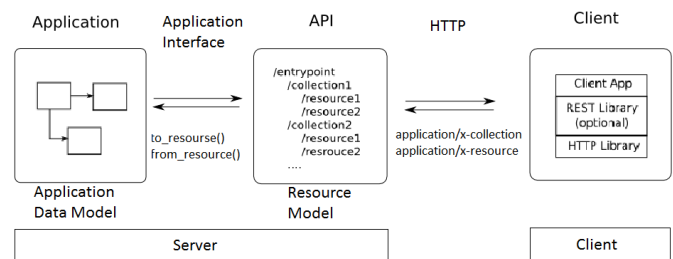 Application
Application
Interface
API
HTTP
Client
/entrypoint
/collection1
/resource1
/resource2
/collection2
/resource1
/resrouce2
....
to_resourse()
from_resource()
application/x-collection
application/x-resource
Client App
REST Library
(optional)
HTTP Library
Application
Data Model
Resource
Model
Server
Client